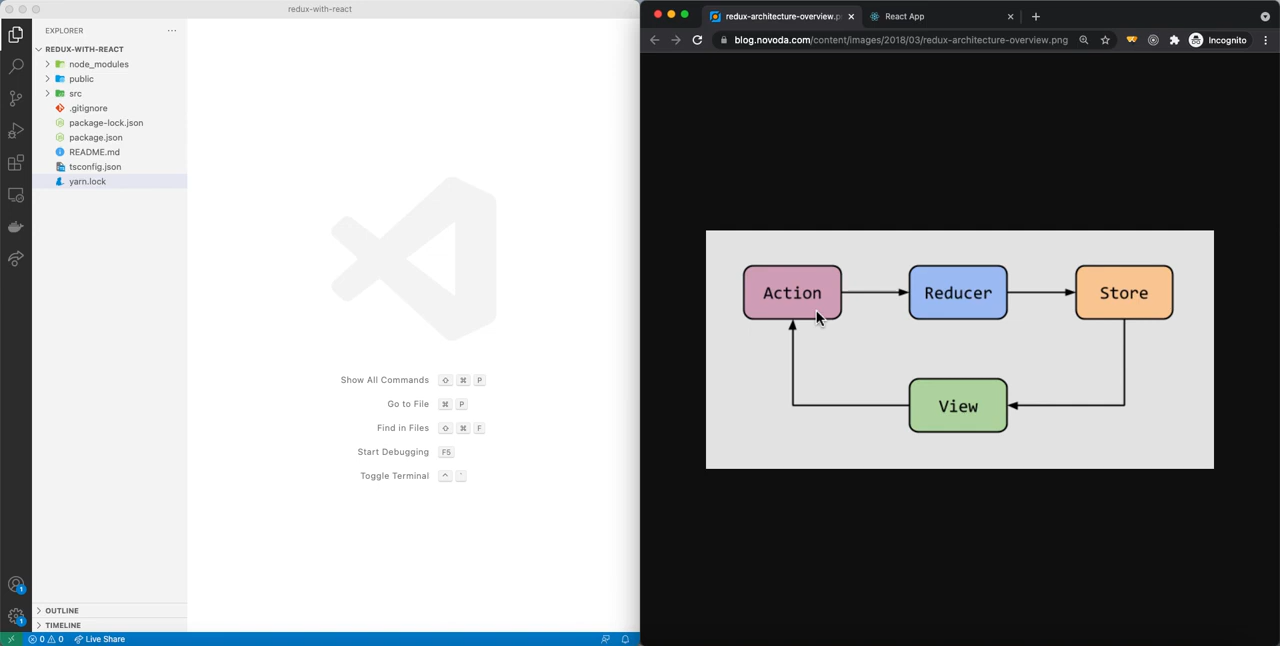 redux-with-react
EXPLORER
REDUX-WITH-REACT
node_modules
public
src
.gitignore
package-lock.json
package.json
README.md
tsconfig.json
yarn.lock
Show All Commands ⇧ ⌘ P
Go to File ⌘ P
Find in Files ⇧ ⌘ F
Start Debugging F5
Toggle Terminal ^ `
OUTLINE
TIMELINE
1
1
0 0 Live Share
redux-architecture-overview.p
React App
blog.novoda.com/content/images/2018/03/redux-architecture-overview.png
Incognito
Action
Reducer
Store
View